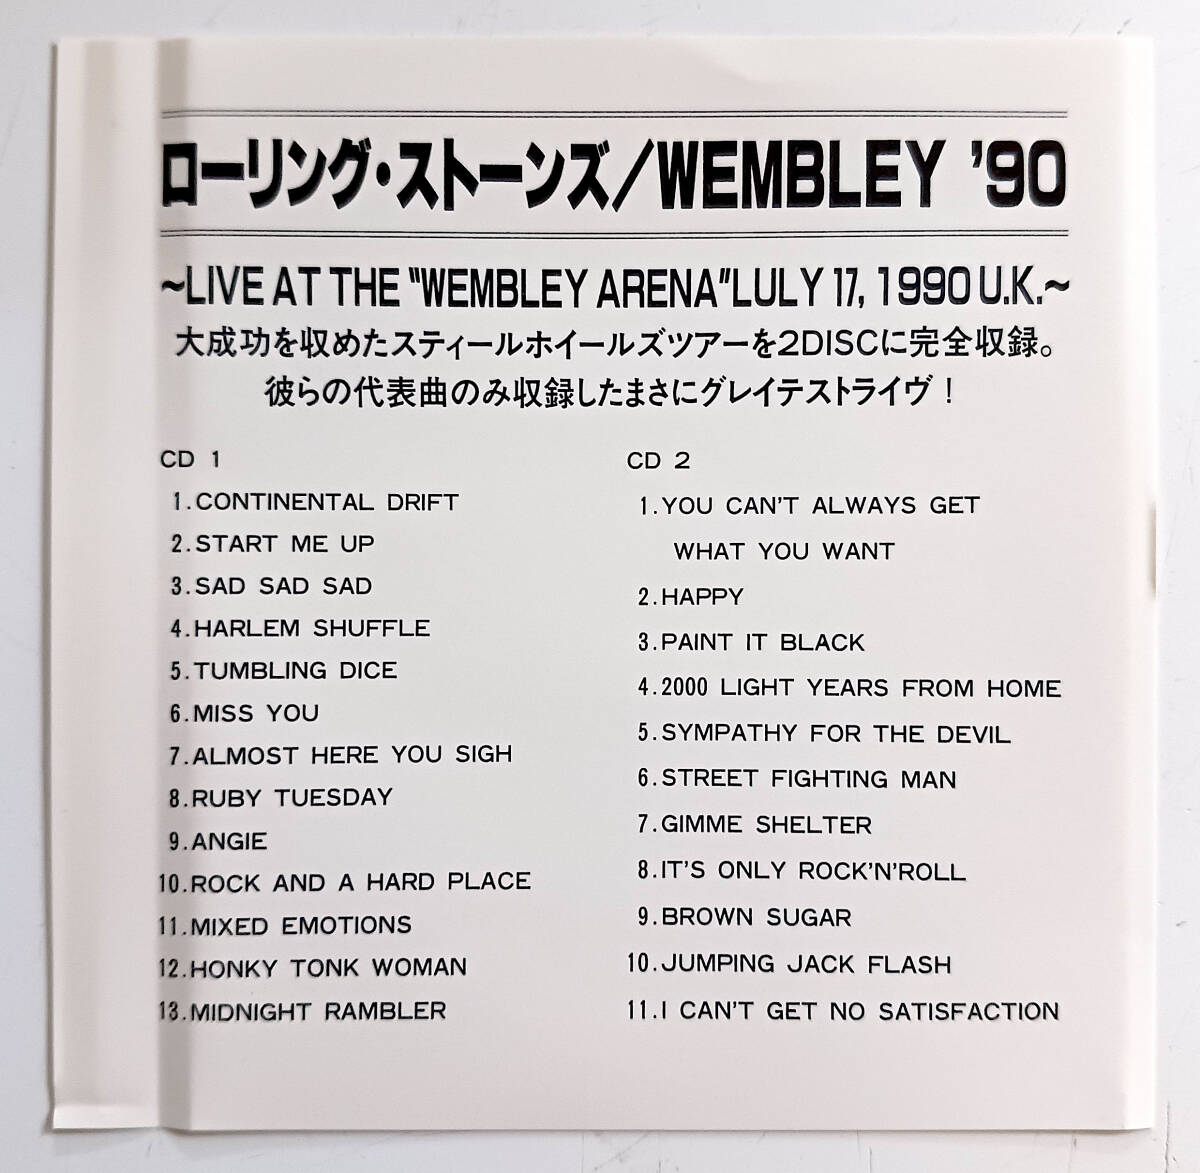 ローリング・ストーンズ/WEMBLEY '90
~LIVE AT THE "WEMBLEY ARENA" LULY 17, 1990 U.K.~
大成功を収めたスティールホイールズツアーを2DISCに完全収録。
彼らの代表曲のみ収録したまさにグレイテストライヴ!
CD 1
1.CONTINENTAL DRIFT
2.START ME UP
3.SAD SAD SAD
4.HARLEM SHUFFLE
5.TUMBLING DICE
6.MISS YOU
7.ALMOST HERE YOU SIGH
8.RUBY TUESDAY
9.ANGIE
10.ROCK AND A HARD PLACE
11.MIXED EMOTIONS
12.HONKY TONK WOMAN
13.MIDNIGHT RAMBLER
CD 2
1.YOU CAN'T ALWAYS GET
WHAT YOU WANT
2.HAPPY
3.PAINT IT BLACK
4.2000 LIGHT YEARS FROM HOME
5.SYMPATHY FOR THE DEVIL
6.STREET FIGHTING MAN
7.GIMME SHELTER
8.IT'S ONLY ROCK'N'ROLL
9.BROWN SUGAR
10.JUMPING JACK FLASH
11.I CAN'T GET NO SATISFACTION